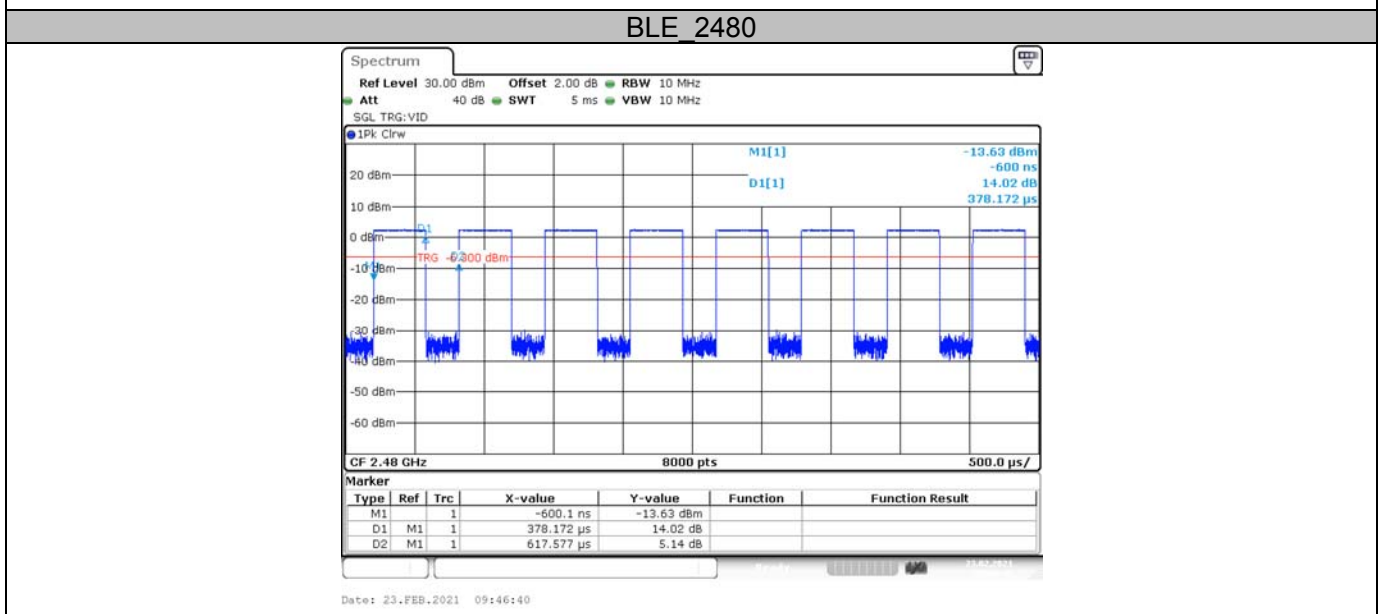 BLE_2480
Spectrum
Ref Level 30.00 dBm Offset 2.00 dB RBW 10 MHz
Att 40 dB SWT 5 ms VBW 10 MHz
SGL TRG:VID
1Pk Clrw
M1[1] -13.63 dBm
-600 ns
20 dBm
D1[1] 14.02 dB
378.172 µs
10 dBm
D1
0 dBm
TRG dBm
-10 dBm
-20 dBm
-30 dBm
-40 dBm
-50 dBm
-60 dBm
CF 2.48 GHz 8000 pts 500.0 µs/
Marker
Type Ref Trc X-value Y-value Function Function Result
M1 1 -600.1 ns -13.63 dBm
D1 M1 1 378.172 µs 14.02 dB
D2 M1 1 617.577 µs 5.14 dB
Date: 23.FEB.2021 09:46:40